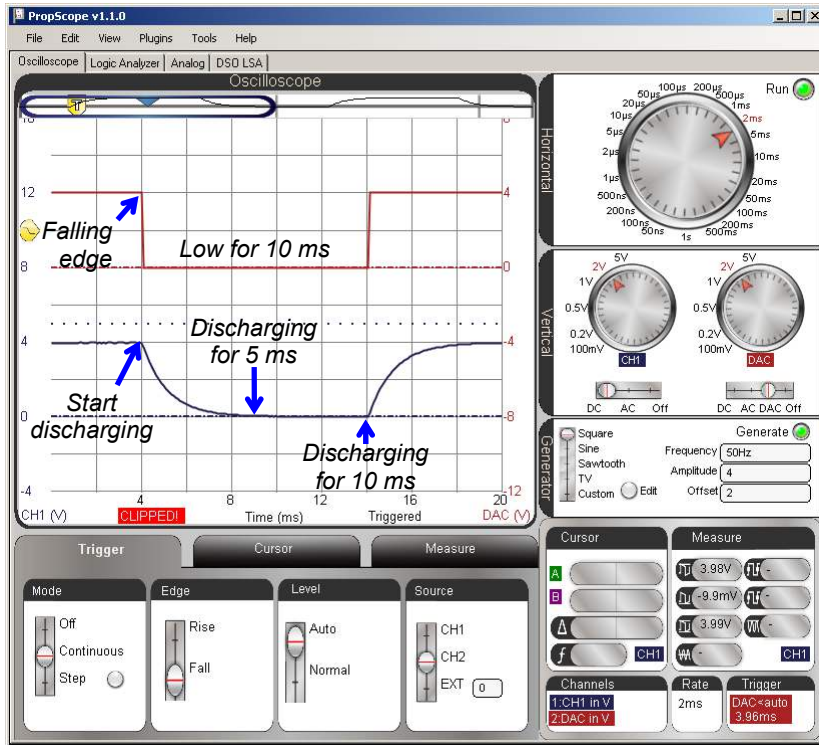 PropScope v1.1.0
File Edit View Plugins Tools Help
Oscilloscope Logic Analyzer Analog DSO LSA
Oscilloscope
T
16
12
8
4
0
-4
8
4
0
-4
-8
-12
Falling
edge
Low for 10 ms
Discharging
for 5 ms
Start
discharging
Discharging
for 10 ms
4 8 12 16 20
CH1 (V) CLIPPED! Time (ms) Triggered DAC (V)
Horizontal
Run
1µs
2µs
5µs
10µs
20µs
50µs
100µs
200µs
500µs
1ms
2ms
5ms
10ms
20ms
50ms
100ms
200ms
500ms
1s
50ns
100ns
200ns
500ns
Vertical
5V
2V
1V
0.5V
0.2V
100mV
CH1
DC AC Off
5V
2V
1V
0.5V
0.2V
100mV
DAC
DC AC DAC Off
Generator
Square
Sine
Sawtooth
TV
Custom
Edit
Generate
Frequency 50Hz
Amplitude 4
Offset 2
Trigger Cursor Measure
Mode
Off
Continuous
Step
Edge
Rise
Fall
Level
Auto
Normal
Source
CH1
CH2
EXT 0
Cursor
A
B
Δ
f
CH1
Measure
3.98V -
-9.9mV -
3.99V -
-
CH1
Channels
1:CH1 in V
2:DAC in V
Rate
2ms
Trigger
DAC<auto
3.96ms